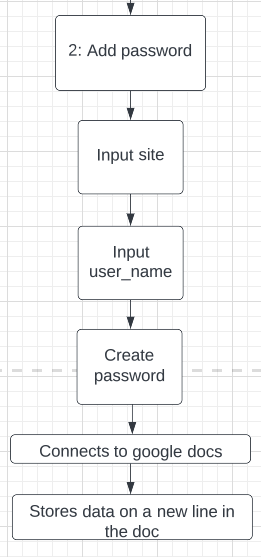 2: Add password
Input site
Input
user_name
Create
password
Connects to google docs
Stores data on a new line in
the doc